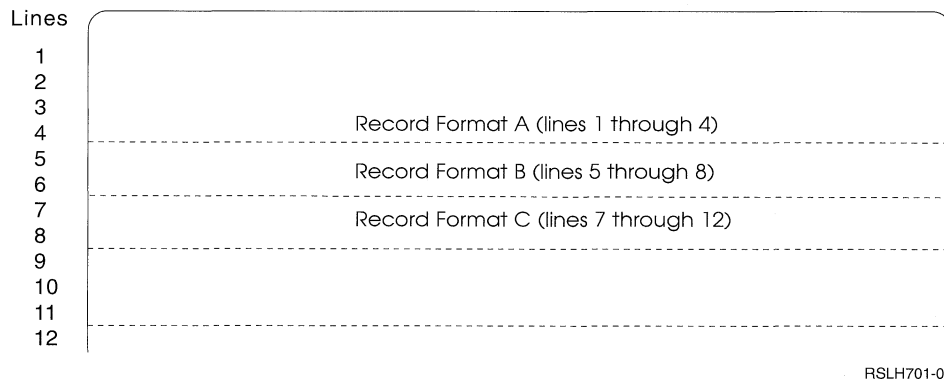 Lines
1
2
3
Record Format A (lines 1 through 4)
4
5
Record Format B (lines 5 through 8)
6
7
Record Format C (lines 7 through 12)
8
9
10
11
12
RSLH701-0